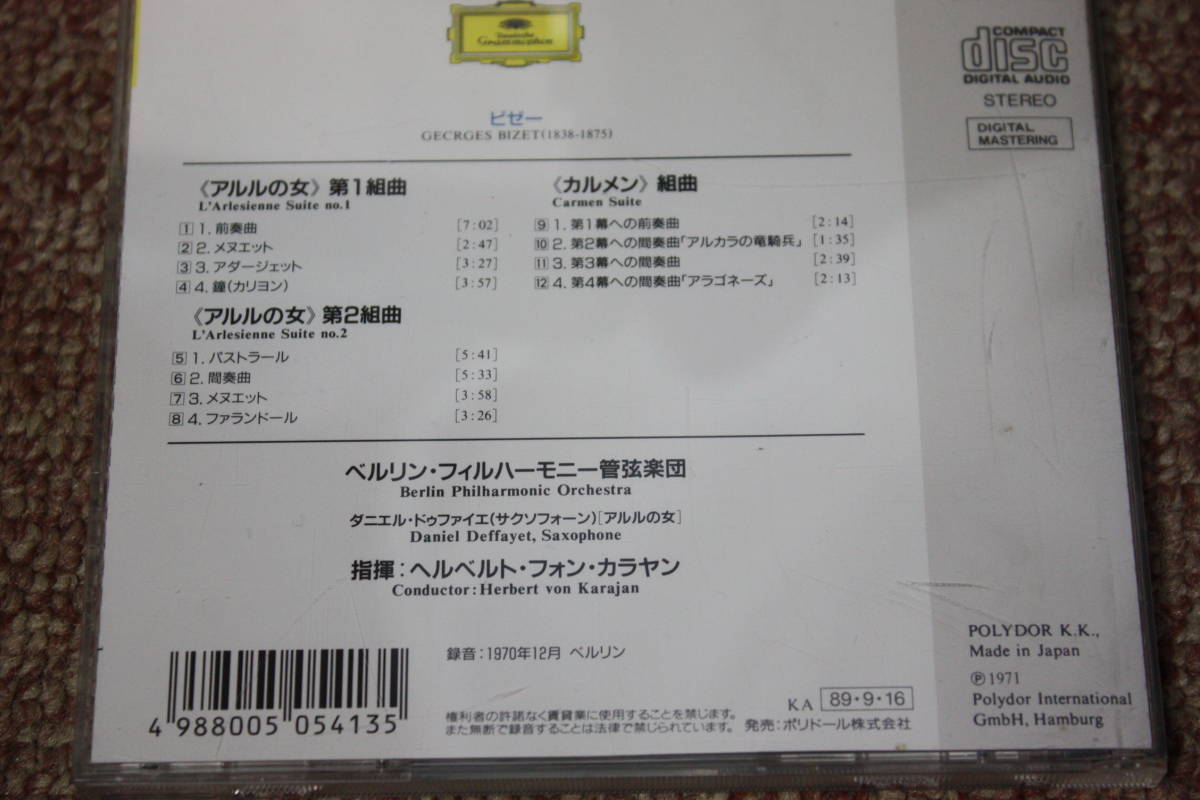 Deutsche
Grammophon
COMPACT
disc
DIGITAL AUDIO
STEREO
DIGITAL
MASTERING
ビゼー
GECRGES BIZET(1838-1875)
《アルルの女》第1組曲
L'Arlesienne Suite no.1
1 1. 前奏曲 [7:02]
2 2. メヌエット [2:47]
3 3. アダージェット [3:27]
4 4. 鐘(カリヨン) [3:57]
《アルルの女》第2組曲
L'Arlesienne Suite no.2
5 1. パストラール [5:41]
6 2. 間奏曲 [5:33]
7 3. メヌエット [3:58]
8 4. ファランドール [3:26]
《カルメン》組曲
Carmen Suite
9 1. 第1幕への前奏曲 [2:14]
10 2. 第2幕への間奏曲「アルカラの竜騎兵」 [1:35]
11 3. 第3幕への間奏曲 [2:39]
12 4. 第4幕への間奏曲「アラゴネーズ」 [2:13]
ベルリン・フィルハーモニー管弦楽団
Berlin Philharmonic Orchestra
ダニエル・ドゥファイエ(サクソフォーン)[アルルの女]
Daniel Deffayet, Saxophone
指揮:ヘルベルト・フォン・カラヤン
Conductor:Herbert von Karajan
録音:1970年12月 ベルリン
4 988005 054135
権利者の許諾なく賃貸業に使用することを禁じます。
また無断で録音することは法律で禁じられています。
KA 89・9・16
発売:ポリドール株式会社
POLYDOR K.K.,
Made in Japan
℗1971
Polydor International
GmbH, Hamburg